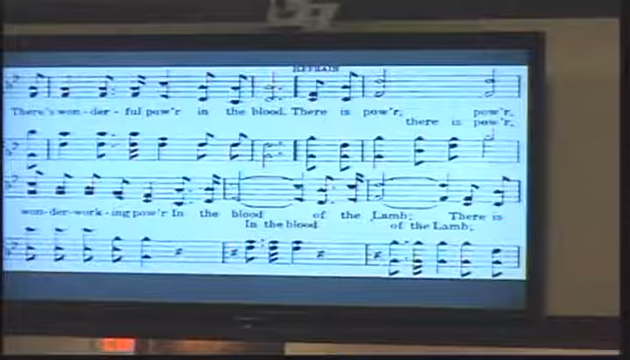 REFRAIN
There's won - der - ful pow'r in the blood. There is pow'r, pow'r,
there is pow'r,
won-der-work-ing pow'r In the blood of the Lamb; There is
In the blood of the Lamb;